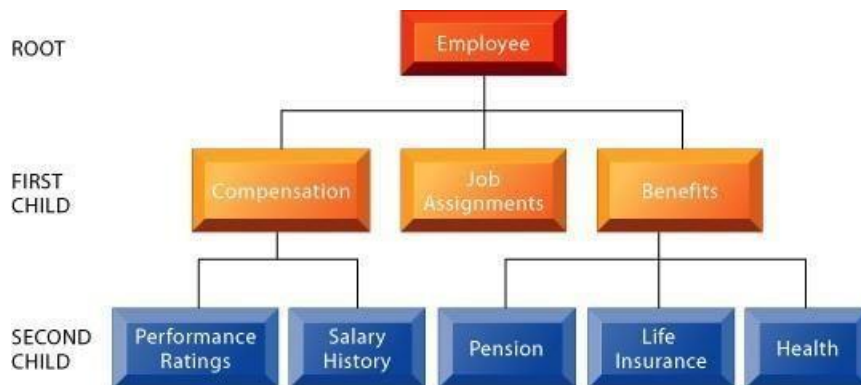 ROOT
Employee
FIRST
CHILD
Compensation
Job
Assignments
Benefits
SECOND
CHILD
Performance
Ratings
Salary
History
Pension
Life
Insurance
Health